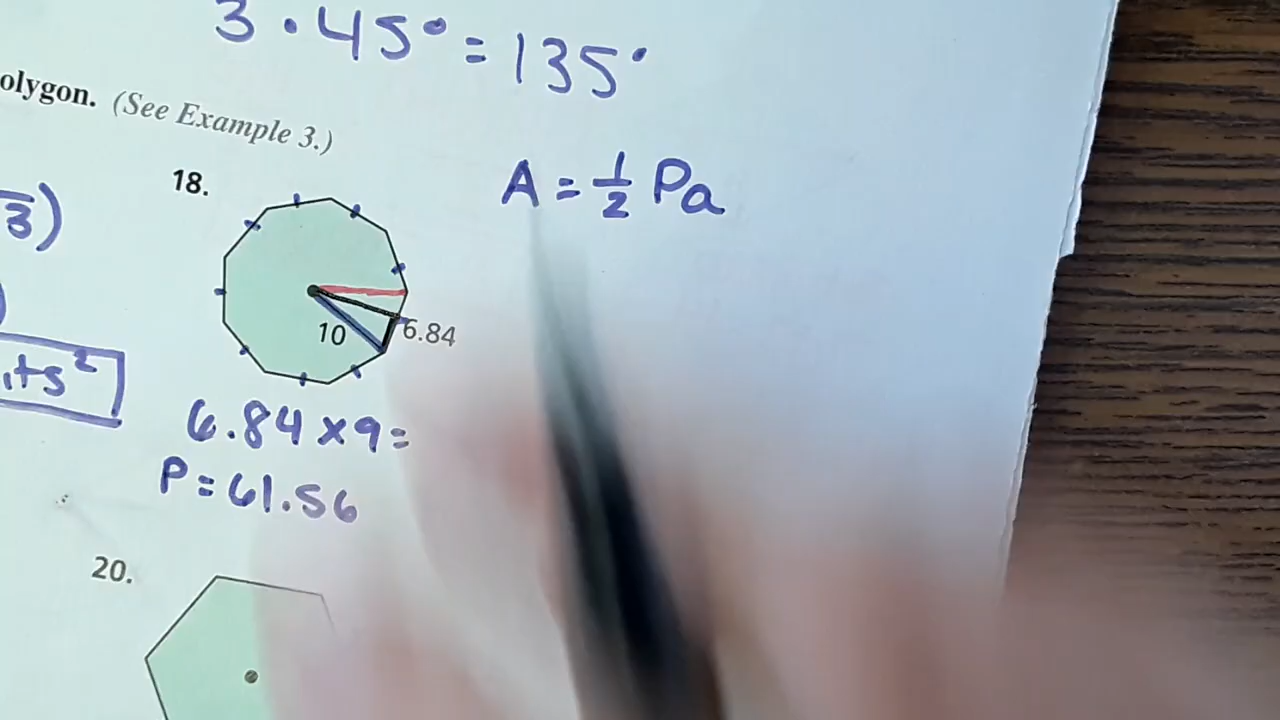 3 · 45° = 135°
olygon. (See Example 3.)
3)
18.
A = 1/2 Pa
10
6.84
its²
6.84 x 9 =
P = 61.56
20.